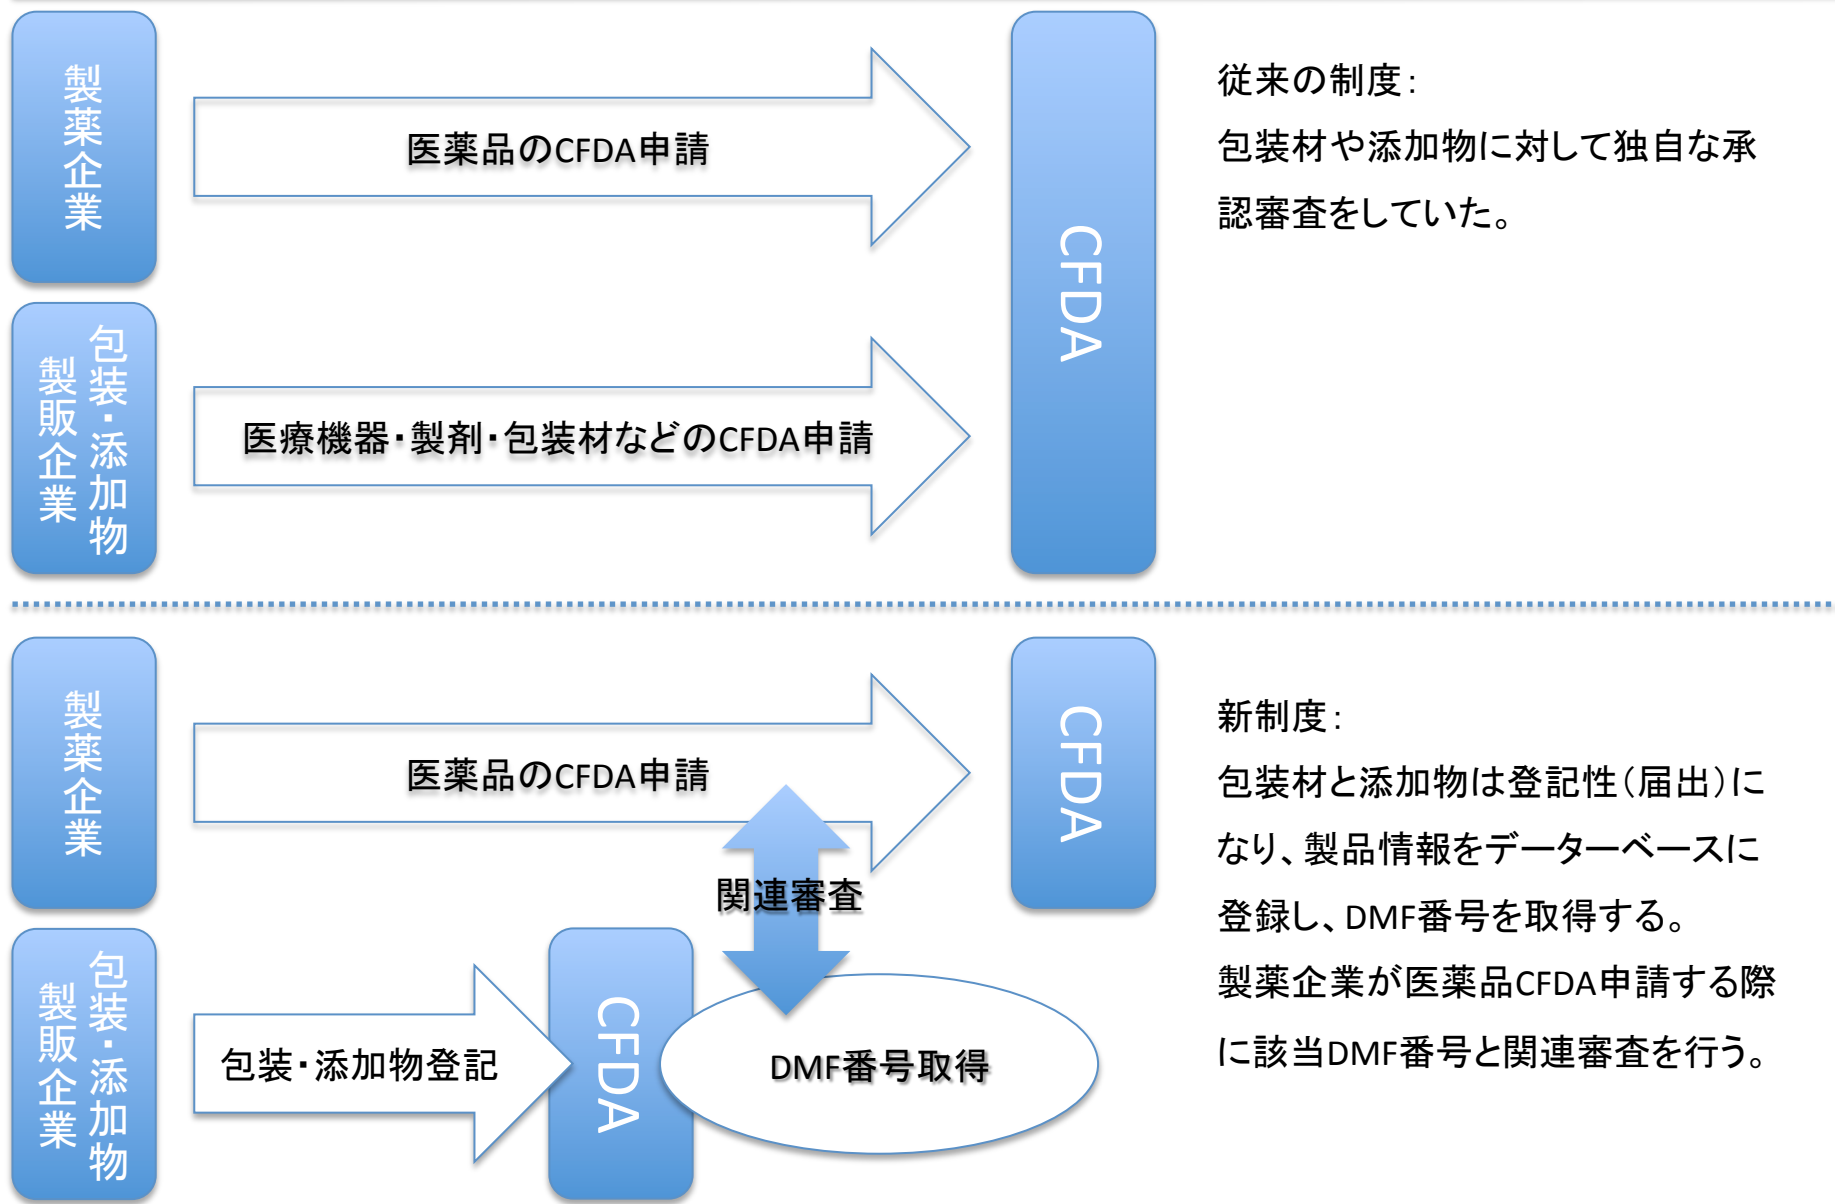 製薬企業
医薬品のCFDA申請
包装・添加物
製販企業
医療機器・製剤・包装材などのCFDA申請
CFDA
従来の制度：
包装材や添加物に対して独自な承
認審査をしていた。
製薬企業
医薬品のCFDA申請
CFDA
関連審査
包装・添加物
製販企業
包装・添加物登記
CFDA
DMF番号取得
新制度：
包装材と添加物は登記性（届出）に
なり、製品情報をデーターベースに
登録し、DMF番号を取得する。
製薬企業が医薬品CFDA申請する際
に該当DMF番号と関連審査を行う。